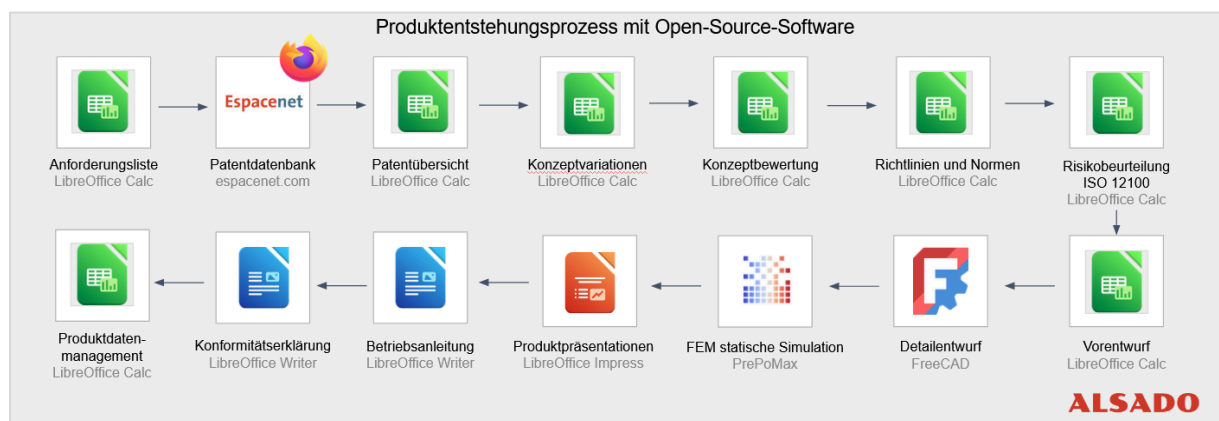 Produktentstehungsprozess mit Open-Source-Software
Espacenet
Anforderungsliste
LibreOffice Calc
Patentdatenbank
espacenet.com
Patentübersicht
LibreOffice Calc
Konzeptvariationen
LibreOffice Calc
Konzeptbewertung
LibreOffice Calc
Richtlinien und Normen
LibreOffice Calc
Risikobeurteilung
ISO 12100
LibreOffice Calc
Produktdaten-
management
LibreOffice Calc
Konformitätserklärung
LibreOffice Writer
Betriebsanleitung
LibreOffice Writer
Produktpräsentationen
LibreOffice Impress
FEM statische Simulation
PrePoMax
Detailentwurf
FreeCAD
Vorentwurf
LibreOffice Calc
ALSADO